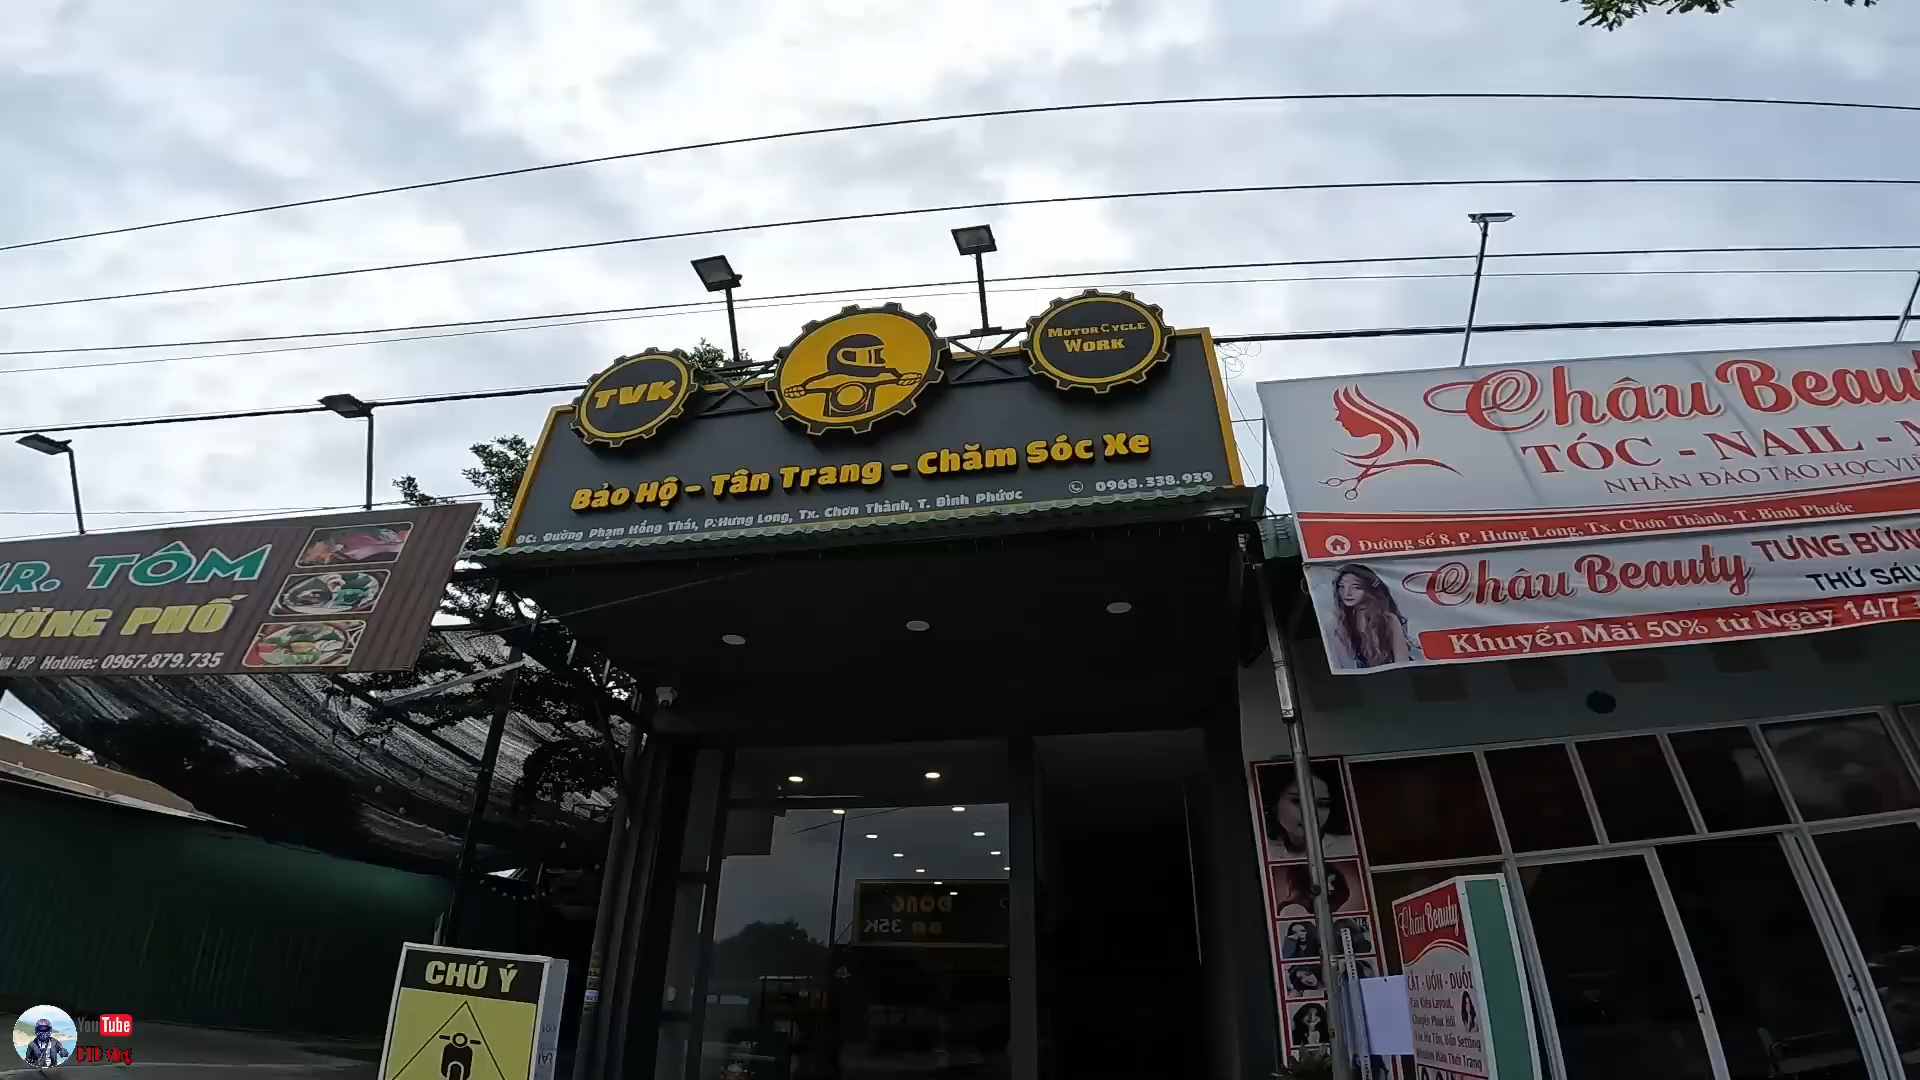 TVK
MOTORCYCLE
WORK
Bảo Hộ - Tân Trang - Chăm Sóc Xe
0968.338.939
ĐC: Đường Phạm Hồng Thái, P.Hưng Long, Tx. Chơn Thành, T. Bình Phước
R. TÔM
ƯỜNG PHỐ
Hotline: 0967.879.735
Châu Beau
TÓC - NAIL -
NHẬN ĐÀO TẠO HỌC VI
Đường số 8, P. Hưng Long, Tx. Chơn Thành, T. Bình Phước
Châu Beauty TƯNG BỪNG
THỨ SÁU
Khuyến Mãi 50% từ Ngày 14/7
CHÚ Ý
Châu Beauty
CẮT - UỐN - DUỖI
YouTube